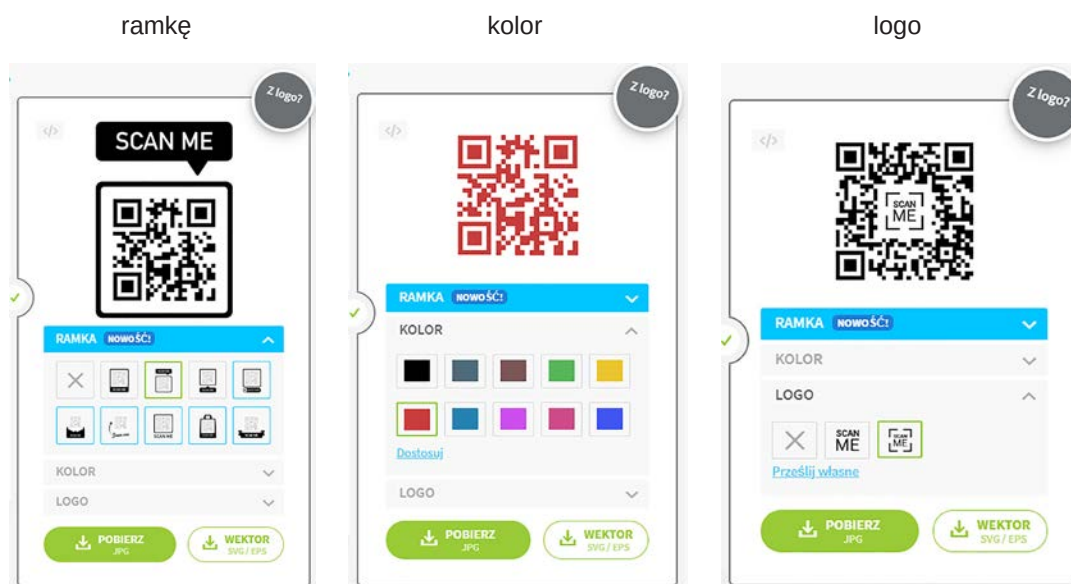 ramkę
kolor
logo
Z logo?
</>
SCAN ME
RAMKA NOWOŚĆ!
SCAN ME
KOLOR
LOGO
POBIERZ
JPG
WEKTOR
SVG / EPS
Z logo?
</>
RAMKA NOWOŚĆ!
KOLOR
Dostosuj
LOGO
POBIERZ
JPG
WEKTOR
SVG / EPS
Z logo?
</>
SCAN
ME
RAMKA NOWOŚĆ!
KOLOR
LOGO
SCAN
ME
SCAN
ME
Prześlij własne
POBIERZ
JPG
WEKTOR
SVG / EPS